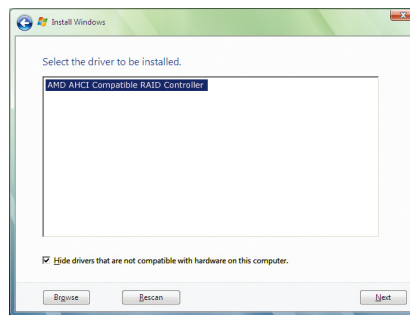 Install Windows
Select the driver to be installed.
AMD AHCI Compatible RAID Controller
Hide drivers that are not compatible with hardware on this computer.
Browse
Rescan
Next